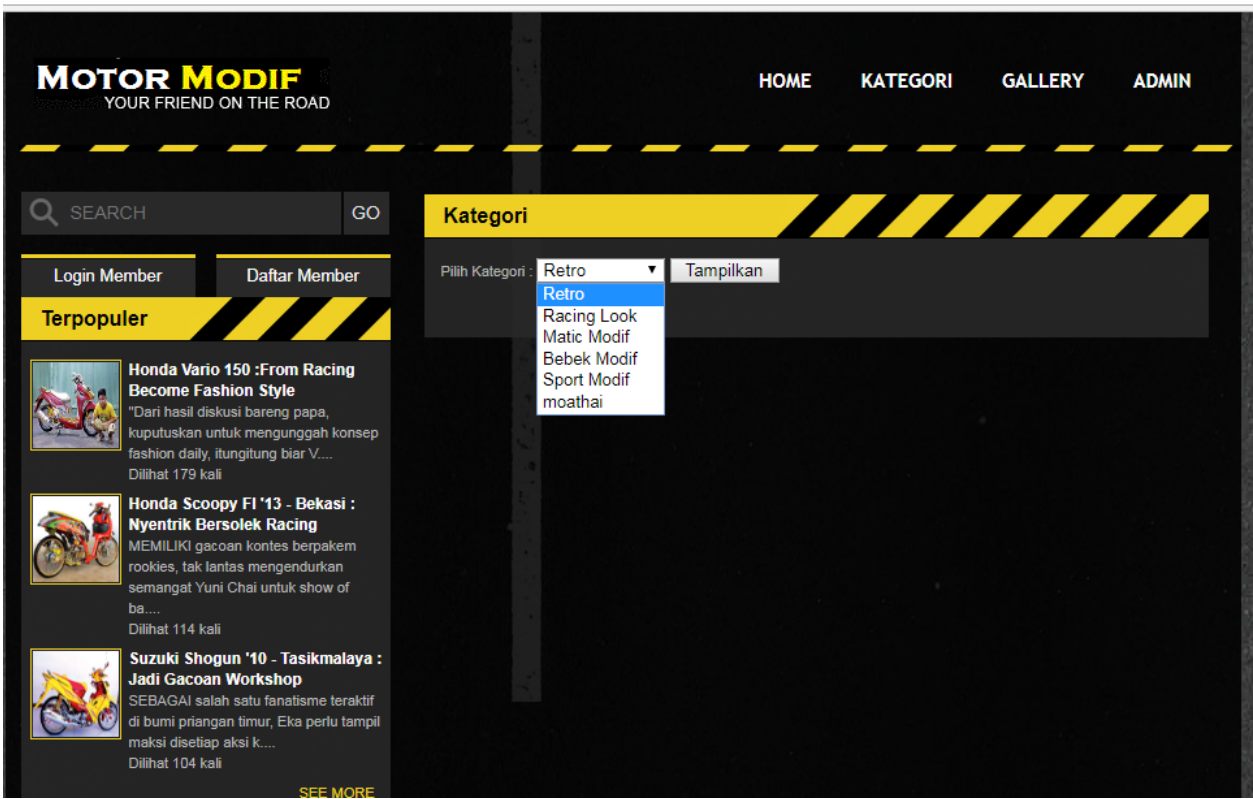 MOTOR MODIF
YOUR FRIEND ON THE ROAD
HOME KATEGORI GALLERY ADMIN
SEARCH GO
Login Member Daftar Member
Terpopuler
Honda Vario 150 :From Racing
Become Fashion Style
"Dari hasil diskusi bareng papa,
kuputuskan untuk mengunggah konsep
fashion daily, itungitung biar V....
Dilihat 179 kali
Honda Scoopy FI '13 - Bekasi :
Nyentrik Bersolek Racing
MEMILIKI gacoan kontes berpakem
rookies, tak lantas mengendurkan
semangat Yuni Chai untuk show of
ba....
Dilihat 114 kali
Suzuki Shogun '10 - Tasikmalaya :
Jadi Gacoan Workshop
SEBAGAI salah satu fanatisme teraktif
di bumi priangan timur, Eka perlu tampil
maksi disetiap aksi k....
Dilihat 104 kali
SEE MORE
Kategori
Pilih Kategori : Retro Tampilkan
Retro
Racing Look
Matic Modif
Bebek Modif
Sport Modif
moathai